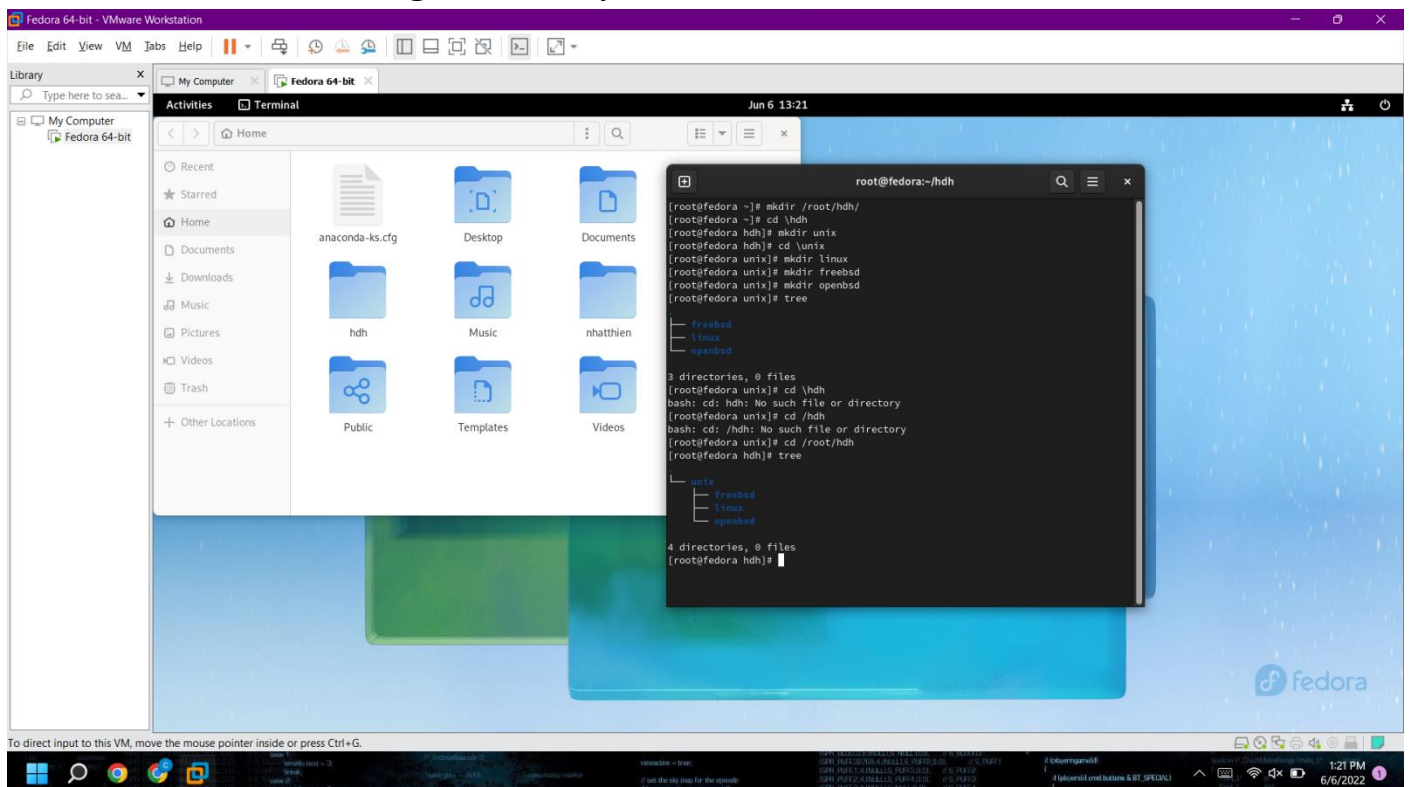 Fedora 64-bit - VMware Workstation
File Edit View VM Tabs Help
Library x
Type here to sea...
My Computer
Fedora 64-bit
My Computer
Fedora 64-bit
Activities Terminal Jun 6 13:21
Home
Recent
Starred
Home
Documents
Downloads
Music
Pictures
Videos
Trash
+ Other Locations
anaconda-ks.cfg Desktop Documents
hdh Music nhatthien
Public Templates Videos
root@fedora:~/hdh
[root@fedora ~]# mkdir /root/hdh/
[root@fedora ~]# cd \hdh
[root@fedora hdh]# mkdir unix
[root@fedora hdh]# cd \unix
[root@fedora unix]# mkdir linux
[root@fedora unix]# mkdir freebsd
[root@fedora unix]# mkdir openbsd
[root@fedora unix]# tree
.
├── freebsd
├── linux
└── openbsd
3 directories, 0 files
[root@fedora unix]# cd \hdh
bash: cd: hdh: No such file or directory
[root@fedora unix]# cd /hdh
bash: cd: /hdh: No such file or directory
[root@fedora unix]# cd /root/hdh
[root@fedora hdh]# tree
.
└── unix
    ├── freebsd
    ├── linux
    └── openbsd
4 directories, 0 files
[root@fedora hdh]#
fedora
To direct input to this VM, move the mouse pointer inside or press Ctrl+G.
1:21 PM
6/6/2022
1